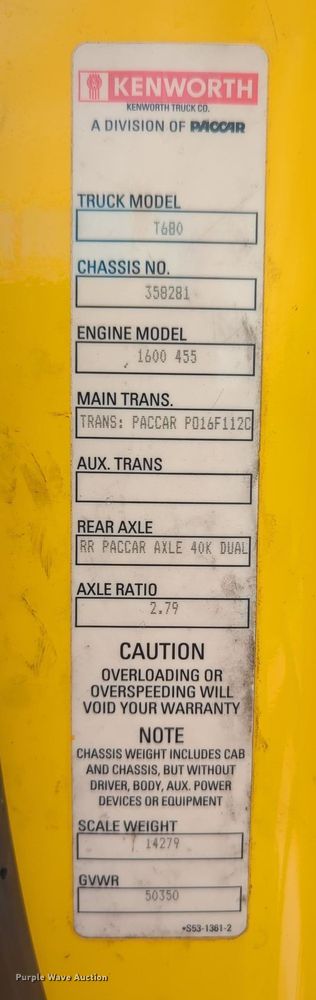 KENWORTH
KENWORTH TRUCK CO.
A DIVISION OF PACCAR
TRUCK MODEL
T680
CHASSIS NO.
358281
ENGINE MODEL
1600 455
MAIN TRANS.
TRANS: PACCAR PO16F112C
AUX. TRANS
REAR AXLE
RR PACCAR AXLE 40K DUAL
AXLE RATIO
2.79
CAUTION
OVERLOADING OR
OVERSPEEDING WILL
VOID YOUR WARRANTY
NOTE
CHASSIS WEIGHT INCLUDES CAB
AND CHASSIS, BUT WITHOUT
DRIVER, BODY, AUX. POWER
DEVICES OR EQUIPMENT
SCALE WEIGHT
14279
GVWR
50350
•S53-1361-2
Purple Wave Auction